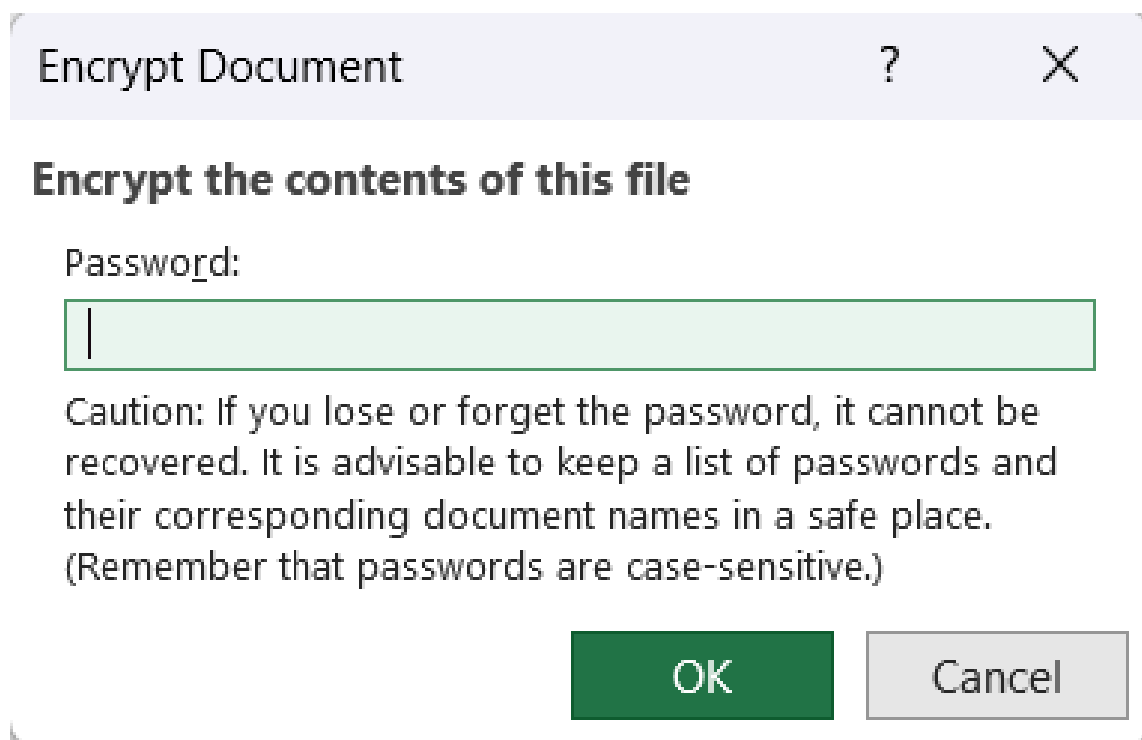 Encrypt Document ? X
Encrypt the contents of this file
Password:
Caution: If you lose or forget the password, it cannot be
recovered. It is advisable to keep a list of passwords and
their corresponding document names in a safe place.
(Remember that passwords are case-sensitive.)
OK Cancel